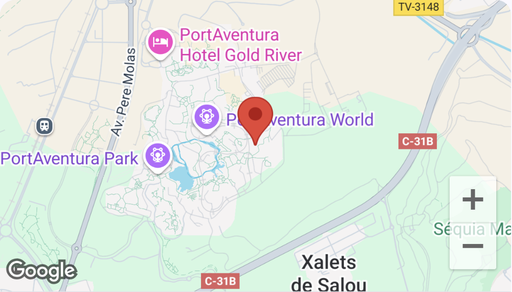 TV-3148
PortAventura
Hotel Gold River
Av. Pere Molas
PortAventura World
C-31B
PortAventura Park
Séquia Ma
Xalets
de Salou
C-31B
Google